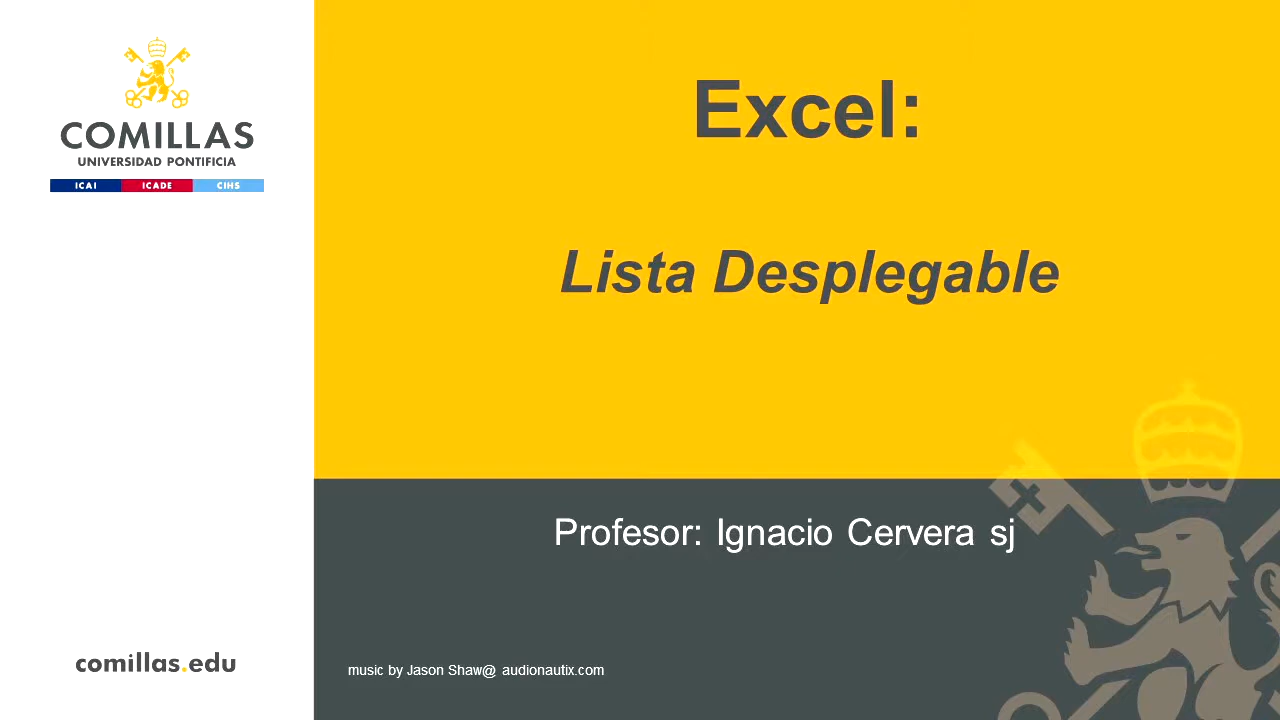 COMILLAS
UNIVERSIDAD PONTIFICIA
ICAI ICADE CIHS
Excel:
Lista Desplegable
Profesor: Ignacio Cervera sj
comillas.edu
music by Jason Shaw@ audionautix.com